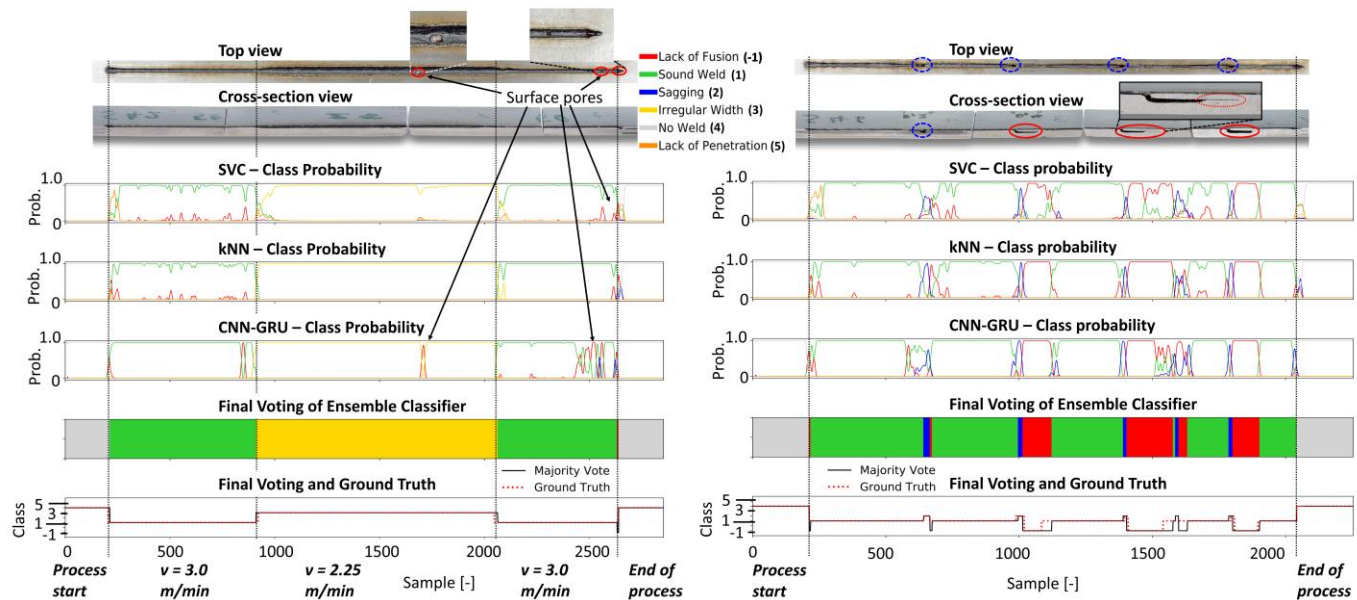 Top view
Cross-section view
Surface pores
Lack of Fusion (-1)
Sound Weld (1)
Sagging (2)
Irregular Width (3)
No Weld (4)
Lack of Penetration (5)
SVC – Class Probability
Prob.
1.0
0
kNN – Class Probability
Prob.
1.0
0
CNN-GRU – Class Probability
Prob.
1.0
0
Final Voting of Ensemble Classifier
Majority Vote
Ground Truth
Final Voting and Ground Truth
Class
5
3
1
-1
0 500 1000 1500 2000 2500
Sample [-]
Process start
v = 3.0 m/min
v = 2.25 m/min
v = 3.0 m/min
End of process
Top view
Cross-section view
SVC – Class probability
Prob.
1.0
0
kNN – Class probability
Prob.
1.0
0
CNN-GRU – Class probability
Prob.
1.0
0
Final Voting of Ensemble Classifier
Majority Vote
Ground Truth
Final Voting and Ground Truth
Class
5
3
1
-1
0 500 1000 1500 2000
Sample [-]
Process start
End of process